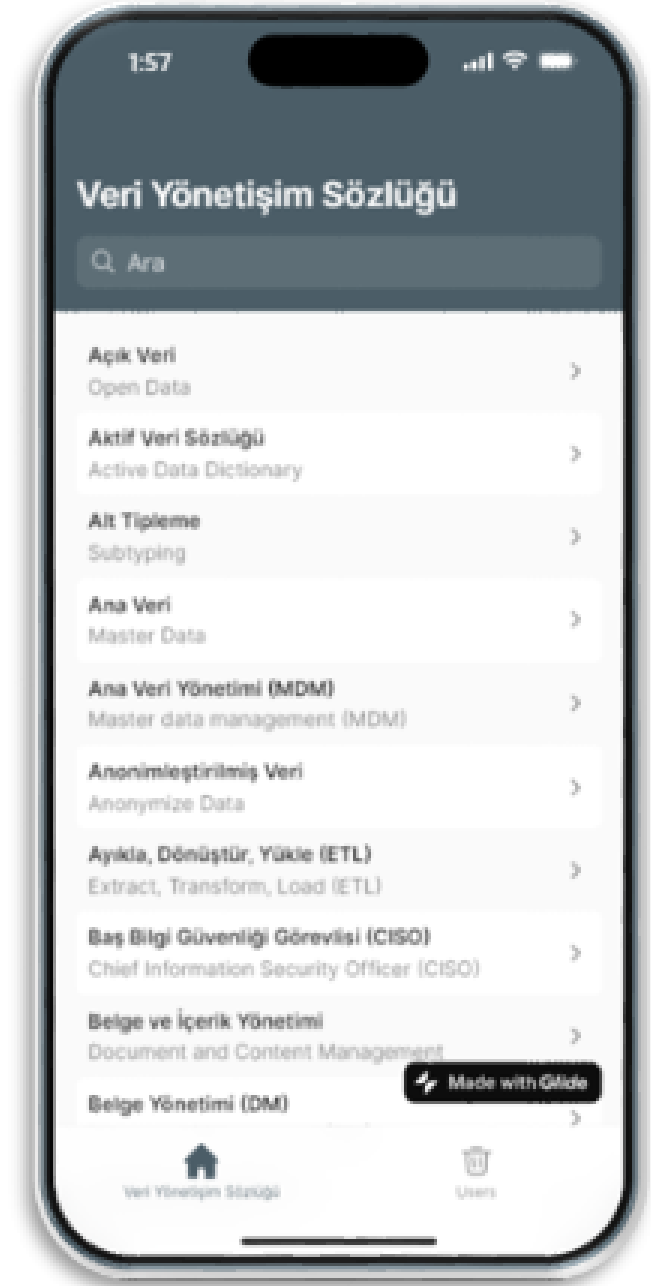 1:57
Veri Yönetişim Sözlüğü
Ara
Açık Veri
Open Data
Aktif Veri Sözlüğü
Active Data Dictionary
Alt Tipleme
Subtyping
Ana Veri
Master Data
Ana Veri Yönetimi (MDM)
Master data management (MDM)
Anonimleştirilmiş Veri
Anonymize Data
Ayıkla, Dönüştür, Yükle (ETL)
Extract, Transform, Load (ETL)
Baş Bilgi Güvenliği Görevlisi (CISO)
Chief Information Security Officer (CISO)
Belge ve İçerik Yönetimi
Document and Content Management
Made with Glide
Belge Yönetimi (DM)
Veri Yönetişim Sözlüğü
Users